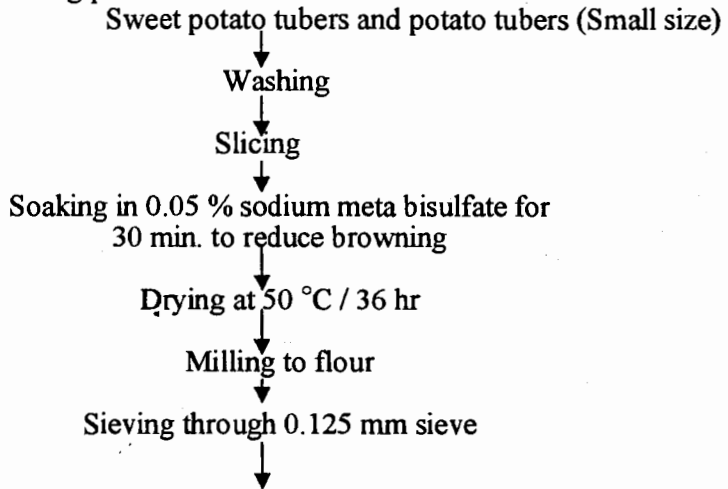 Sweet potato tubers and potato tubers (Small size)
Washing
Slicing
Soaking in 0.05 % sodium meta bisulfate for
30 min. to reduce browning
Drying at 50 °C / 36 hr
Milling to flour
Sieving through 0.125 mm sieve